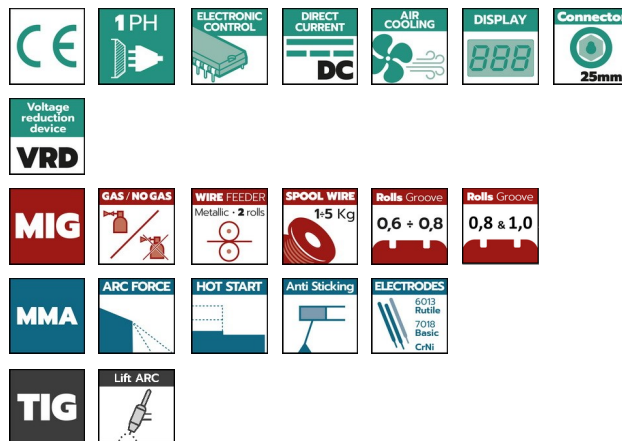 CE
1 PH
ELECTRONIC
CONTROL
DIRECT
CURRENT
DC
AIR
COOLING
DISPLAY
888
Connector
25mm
Voltage
reduction
device
VRD
MIG
GAS / NO GAS
WIRE FEEDER
Metallic • 2 rolls
SPOOL WIRE
1÷5 Kg
Rolls Groove
0,6 ÷ 0,8
Rolls Groove
0,8 & 1,0
MMA
ARC FORCE
HOT START
Anti Sticking
ELECTRODES
6013
Rutile
7018
Basic
CrNi
TIG
Lift ARC